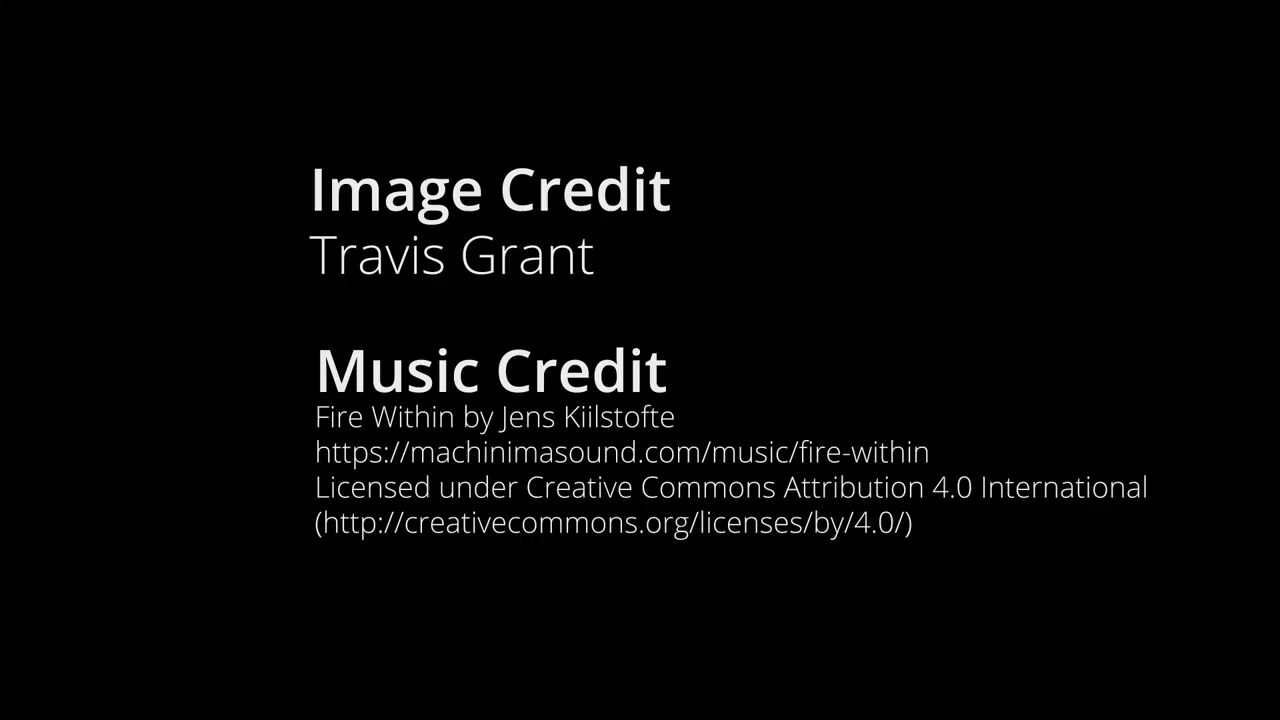 Image Credit
Travis Grant
Music Credit
Fire Within by Jens Kiilstofte
https://machinimasound.com/music/fire-within
Licensed under Creative Commons Attribution 4.0 International
(http://creativecommons.org/licenses/by/4.0/)